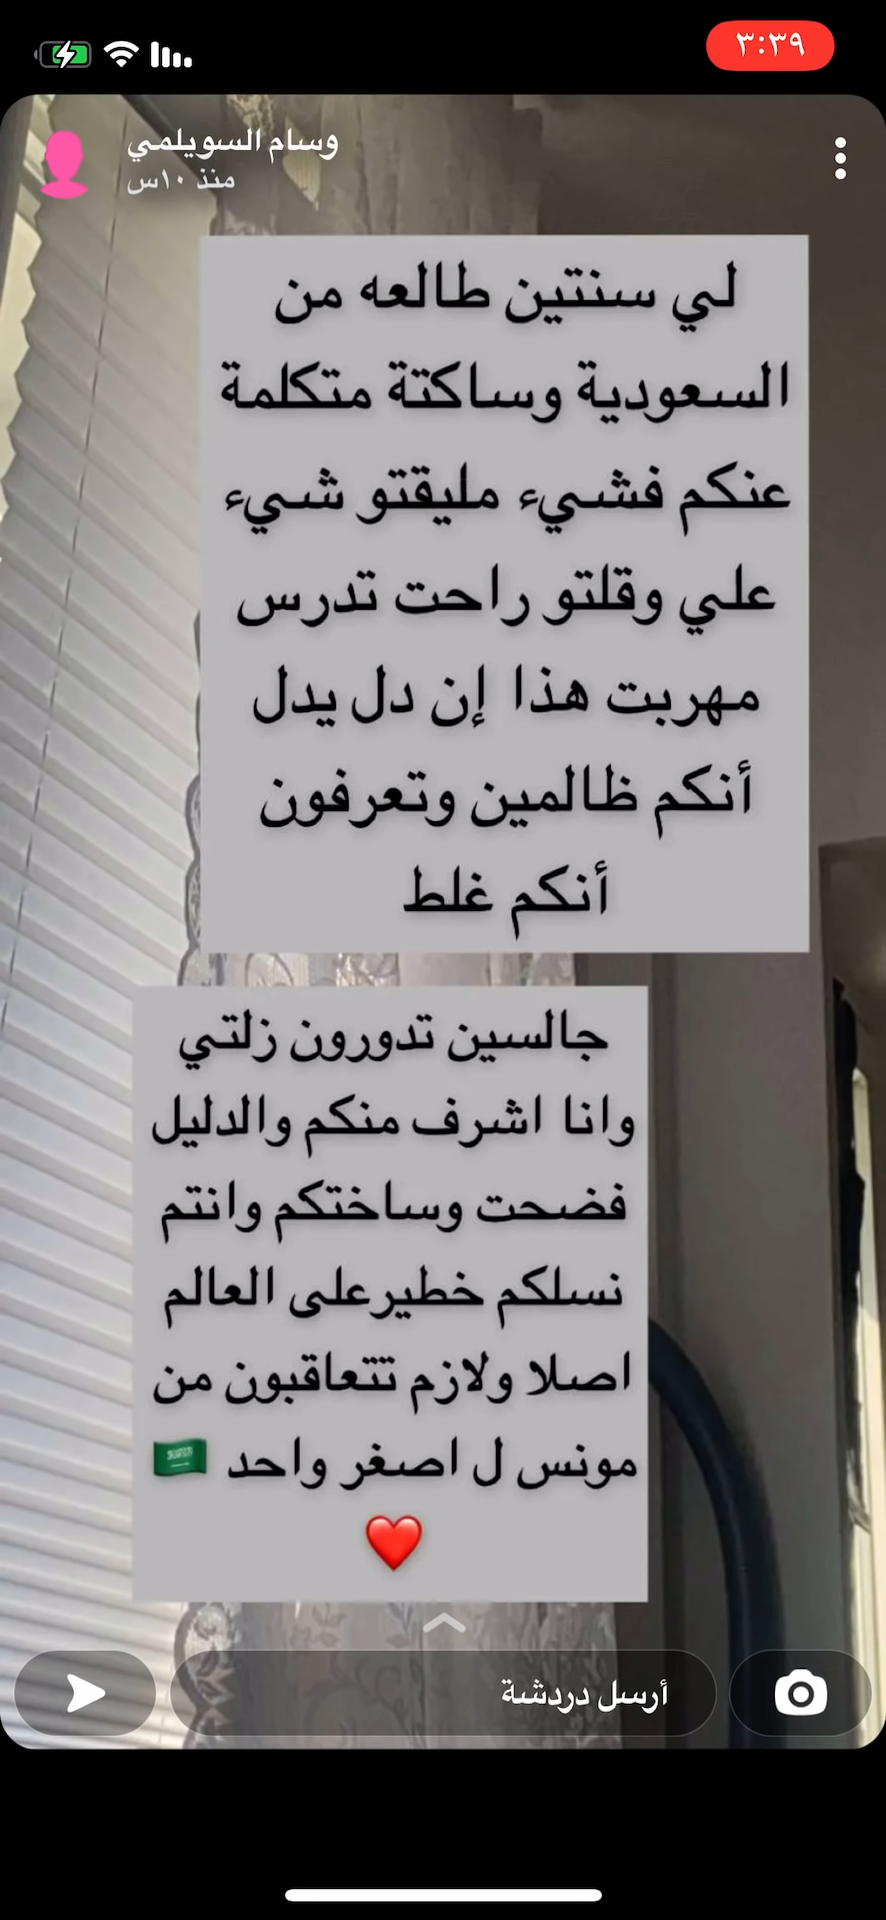 ٣:٣٩
وسام السويلمي
منذ ١٠س
لي سنتين طالعه من
السعودية وساكتة متكلمة
عنكم فشيء مليقتو شيء
علي وقلتو راحت تدرس
مهربت هذا إن دل يدل
أنكم ظالمين وتعرفون
أنكم غلط
جالسين تدورون زلتي
وانا اشرف منكم والدليل
فضحت وساختكم وانتم
نسلكم خطيرعلى العالم
اصلا ولازم تتعاقبون من
مونس ل اصغر واحد 🇸🇦
❤️
أرسل دردشة